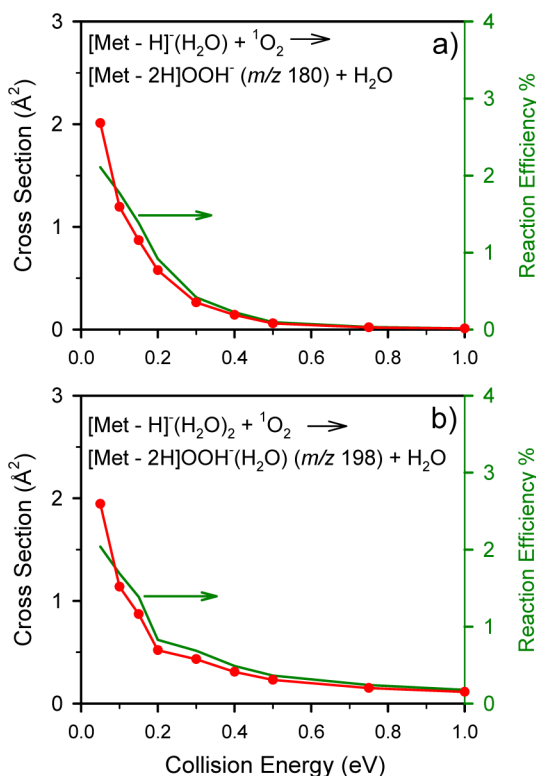 3
2
1
0
Cross Section (Å²)
[Met - H]⁻(H₂O) + ¹O₂ →
[Met - 2H]OOH⁻ (m/z 180) + H₂O
a)
4
3
2
1
0
Reaction Efficiency %
0.0 0.2 0.4 0.6 0.8 1.0
3
2
1
0
Cross Section (Å²)
[Met - H]⁻(H₂O)₂ + ¹O₂ →
[Met - 2H]OOH⁻(H₂O) (m/z 198) + H₂O
b)
4
3
2
1
0
Reaction Efficiency %
0.0 0.2 0.4 0.6 0.8 1.0
Collision Energy (eV)